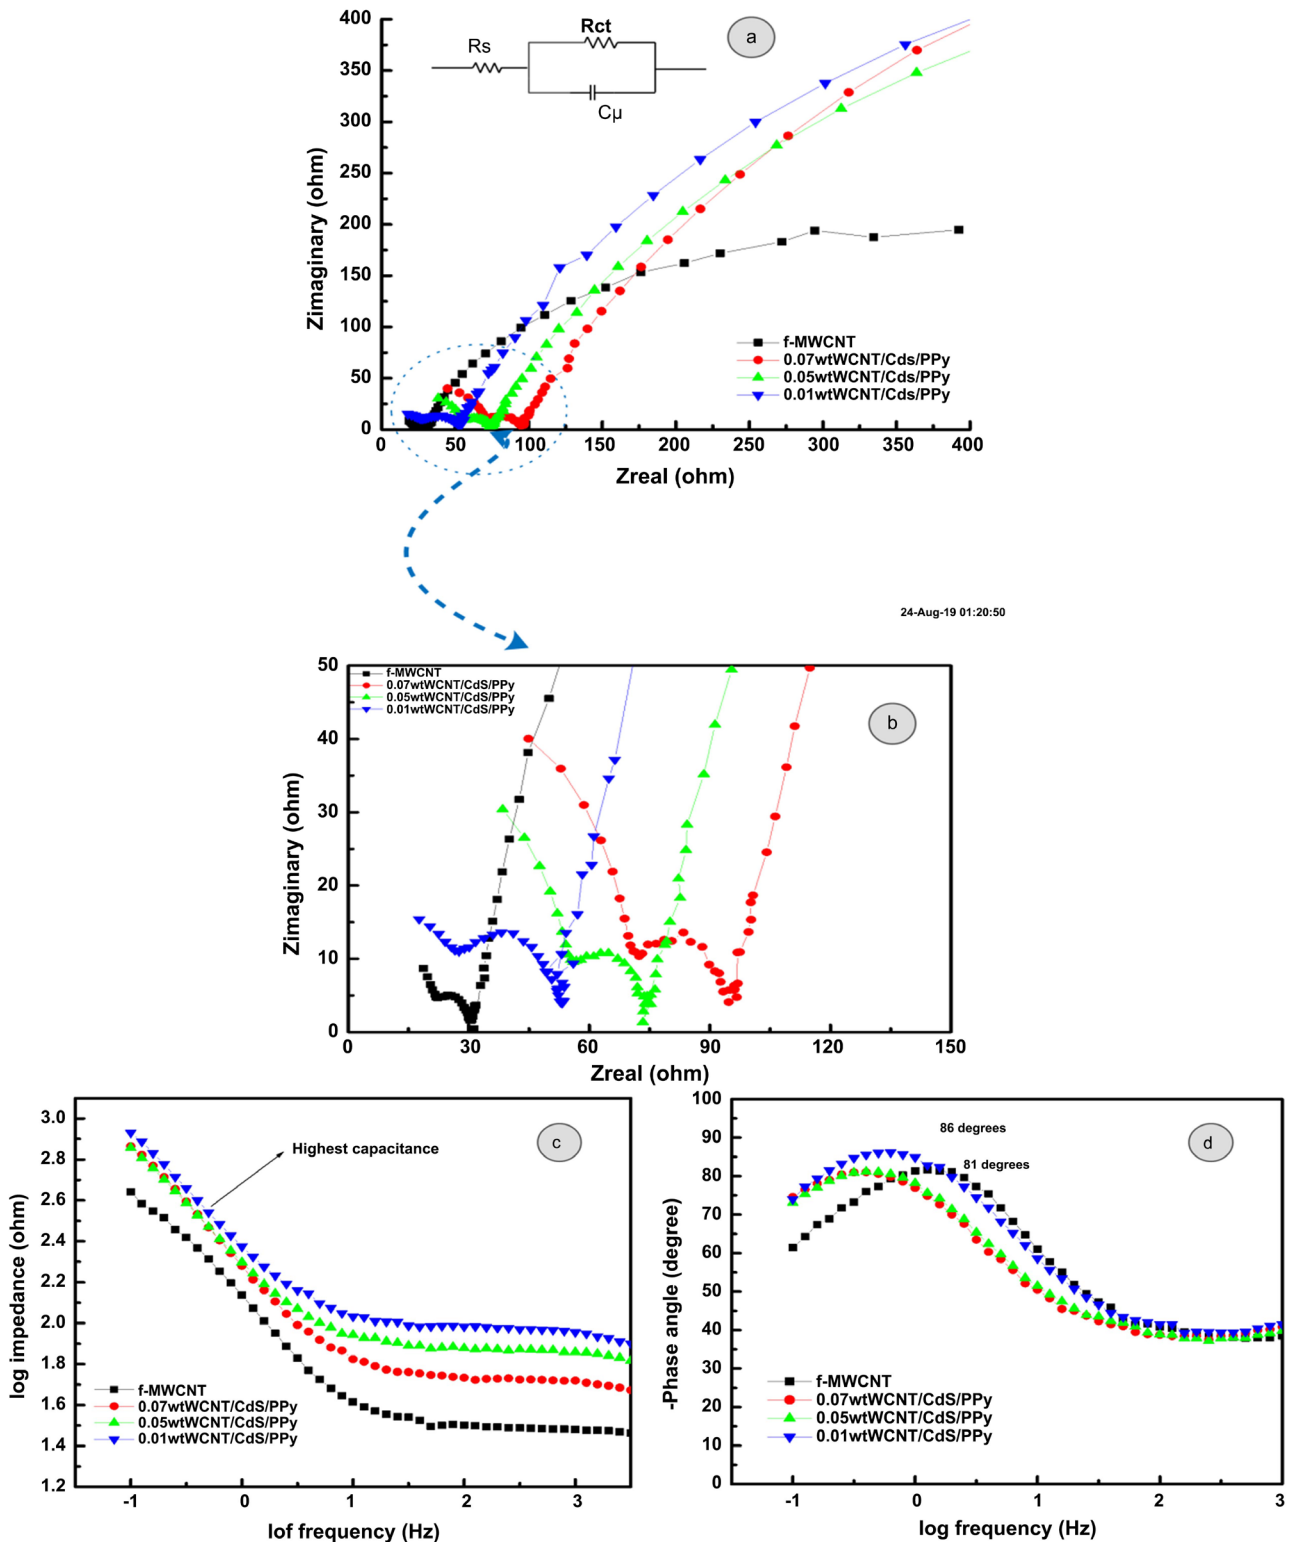 a
Rs
Rct
Cμ
400
350
300
250
200
150
100
50
0
Zimaginary (ohm)
f-MWCNT
0.07wtWCNT/Cds/PPy
0.05wtWCNT/Cds/PPy
0.01wtWCNT/Cds/PPy
0 50 100 150 200 250 300 350 400
Zreal (ohm)
24-Aug-19 01:20:50
b
f-MWCNT
0.07wtWCNT/CdS/PPy
0.05wtWCNT/CdS/PPy
0.01wtWCNT/CdS/PPy
50
40
30
20
10
0
Zimaginary (ohm)
0 30 60 90 120 150
Zreal (ohm)
c
Highest capacitance
3.0
2.8
2.6
2.4
2.2
2.0
1.8
1.6
1.4
1.2
log impedance (ohm)
f-MWCNT
0.07wtWCNT/CdS/PPy
0.05wtWCNT/CdS/PPy
0.01wtWCNT/CdS/PPy
-1 0 1 2 3
lof frequency (Hz)
d
86 degrees
81 degrees
100
90
80
70
60
50
40
30
20
10
0
-Phase angle (degree)
f-MWCNT
0.07wtWCNT/CdS/PPy
0.05wtWCNT/CdS/PPy
0.01wtWCNT/CdS/PPy
-1 0 1 2 3
log frequency (Hz)